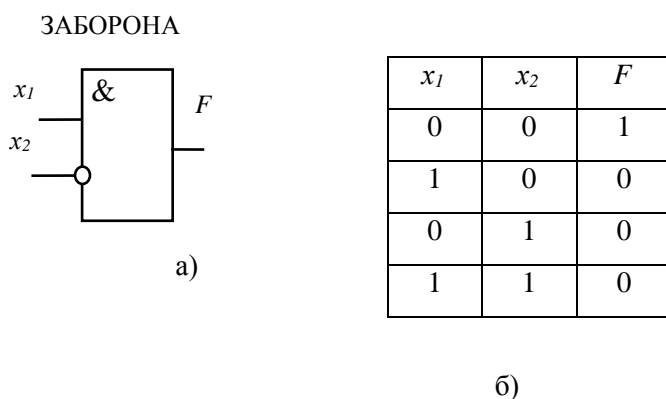 ЗАБОРОНА
x1
x2
&
F
а)
x1 x2 F
0 0 1
1 0 0
0 1 0
1 1 0
б)